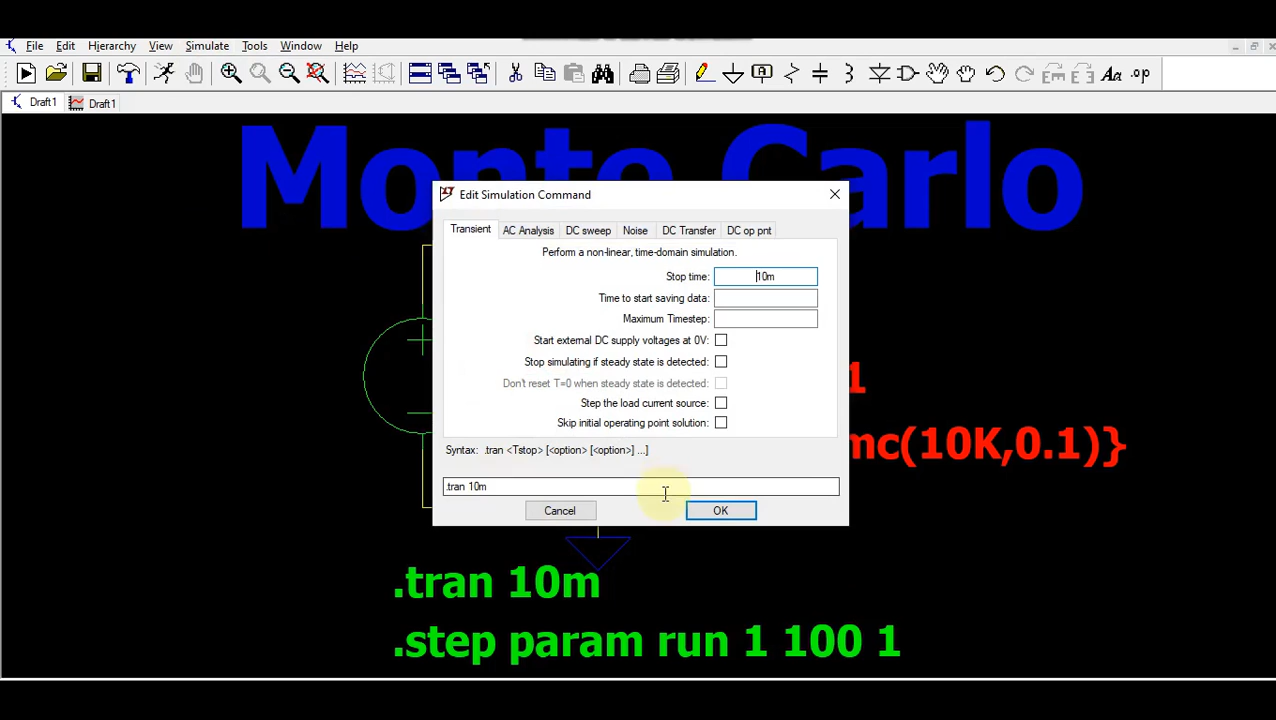 File Edit Hierarchy View Simulate Tools Window Help
.op
Draft1 Draft1
Monte Carlo
Edit Simulation Command
Transient AC Analysis DC sweep Noise DC Transfer DC op pnt
Perform a non-linear, time-domain simulation.
Stop time: 10m
Time to start saving data:
Maximum Timestep:
Start external DC supply voltages at 0V:
Stop simulating if steady state is detected:
Don't reset T=0 when steady state is detected:
Step the load current source:
Skip initial operating point solution:
1
mc(10K,0.1)}
Syntax: .tran <Tstop> [<option> [<option>] ...]
.tran 10m
Cancel OK
.tran 10m
.step param run 1 100 1